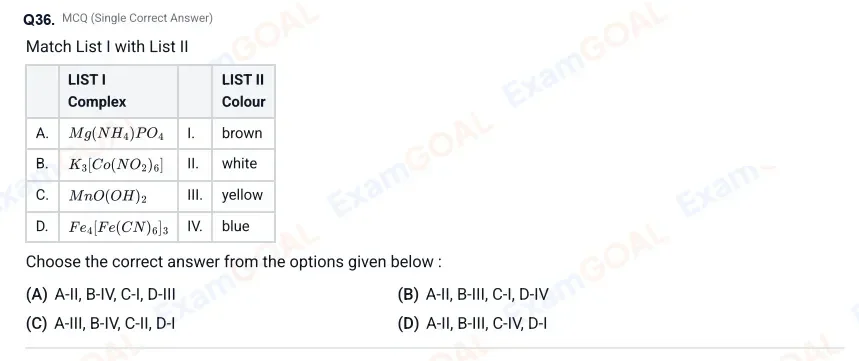 Q36. MCQ (Single Correct Answer)
Match List I with List II
LIST I Complex LIST II Colour
A. Mg(NH₄)PO₄ I. brown
B. K₃[Co(NO₂)₆] II. white
C. MnO(OH)₂ III. yellow
D. Fe₄[Fe(CN)₆]₃ IV. blue
Choose the correct answer from the options given below :
(A) A-II, B-IV, C-I, D-III (B) A-II, B-III, C-I, D-IV
(C) A-III, B-IV, C-II, D-I (D) A-II, B-III, C-IV, D-I
ExamGOAL